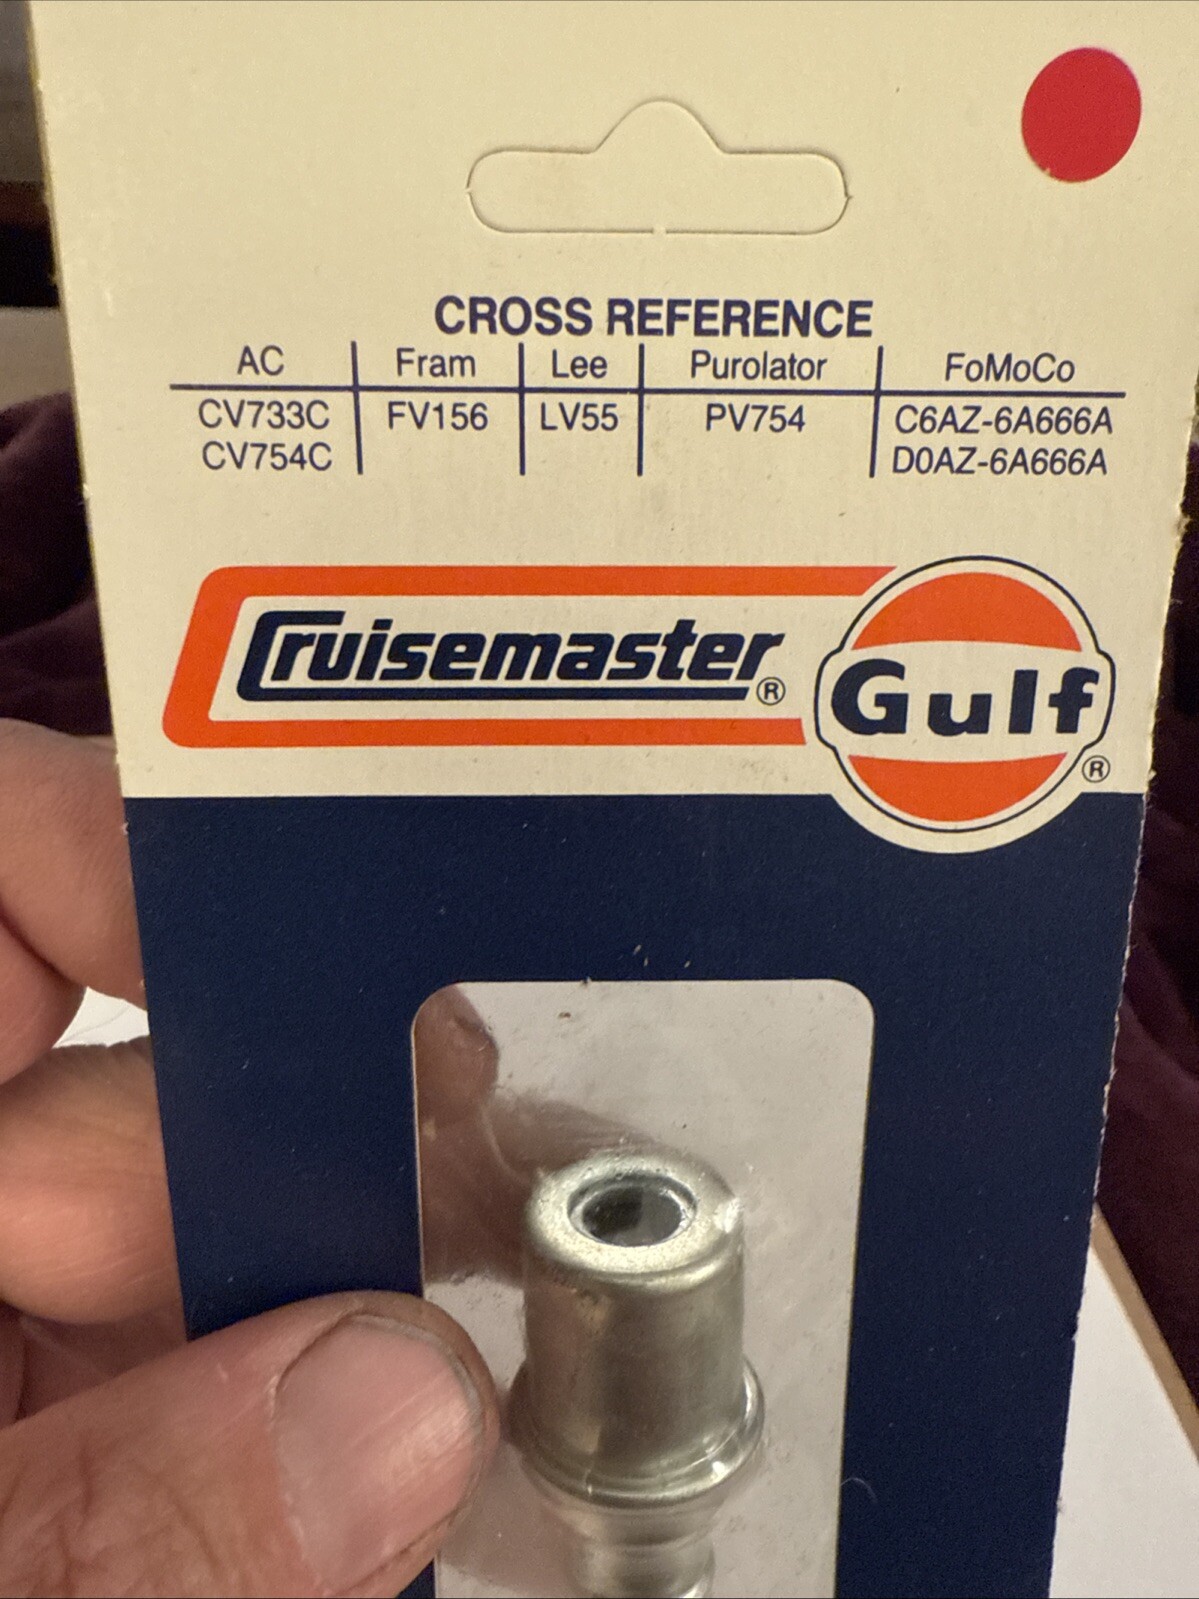 CROSS REFERENCE
AC Fram Lee Purolator FoMoCo
CV733C FV156 LV55 PV754 C6AZ-6A666A
CV754C D0AZ-6A666A
Cruisemaster®
Gulf®